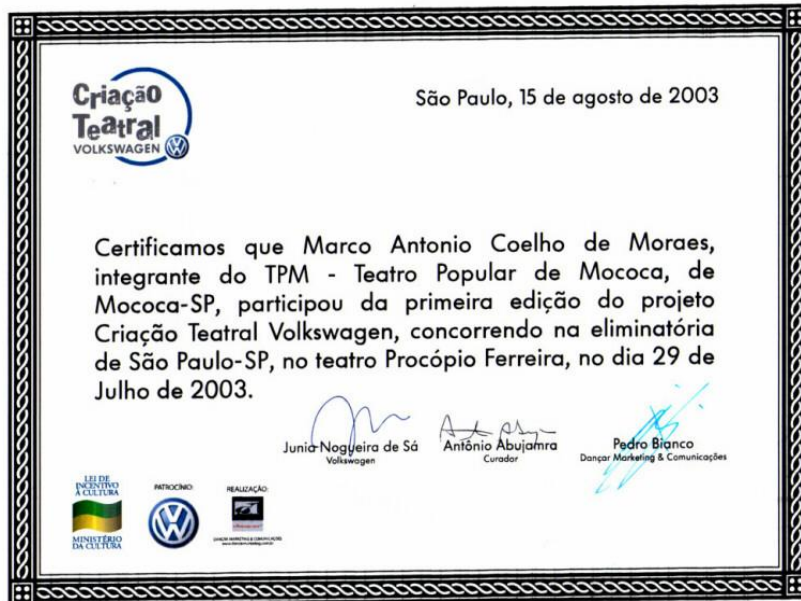 Criação
Teatral
VOLKSWAGEN
São Paulo, 15 de agosto de 2003
Certificamos que Marco Antonio Coelho de Moraes,
integrante do TPM - Teatro Popular de Mococa, de
Mococa-SP, participou da primeira edição do projeto
Criação Teatral Volkswagen, concorrendo na eliminatória
de São Paulo-SP, no teatro Procópio Ferreira, no dia 29 de
Julho de 2003.
Junia Nogueira de Sá
Volkswagen
Antônio Abujamra
Curador
Pedro Bianco
Dançar Marketing & Comunicações
LEI DE
INCENTIVO
À CULTURA
MINISTÉRIO
DA CULTURA
PATROCÍNIO:
REALIZAÇÃO:
DANÇAR MARKETING & COMUNICAÇÕES